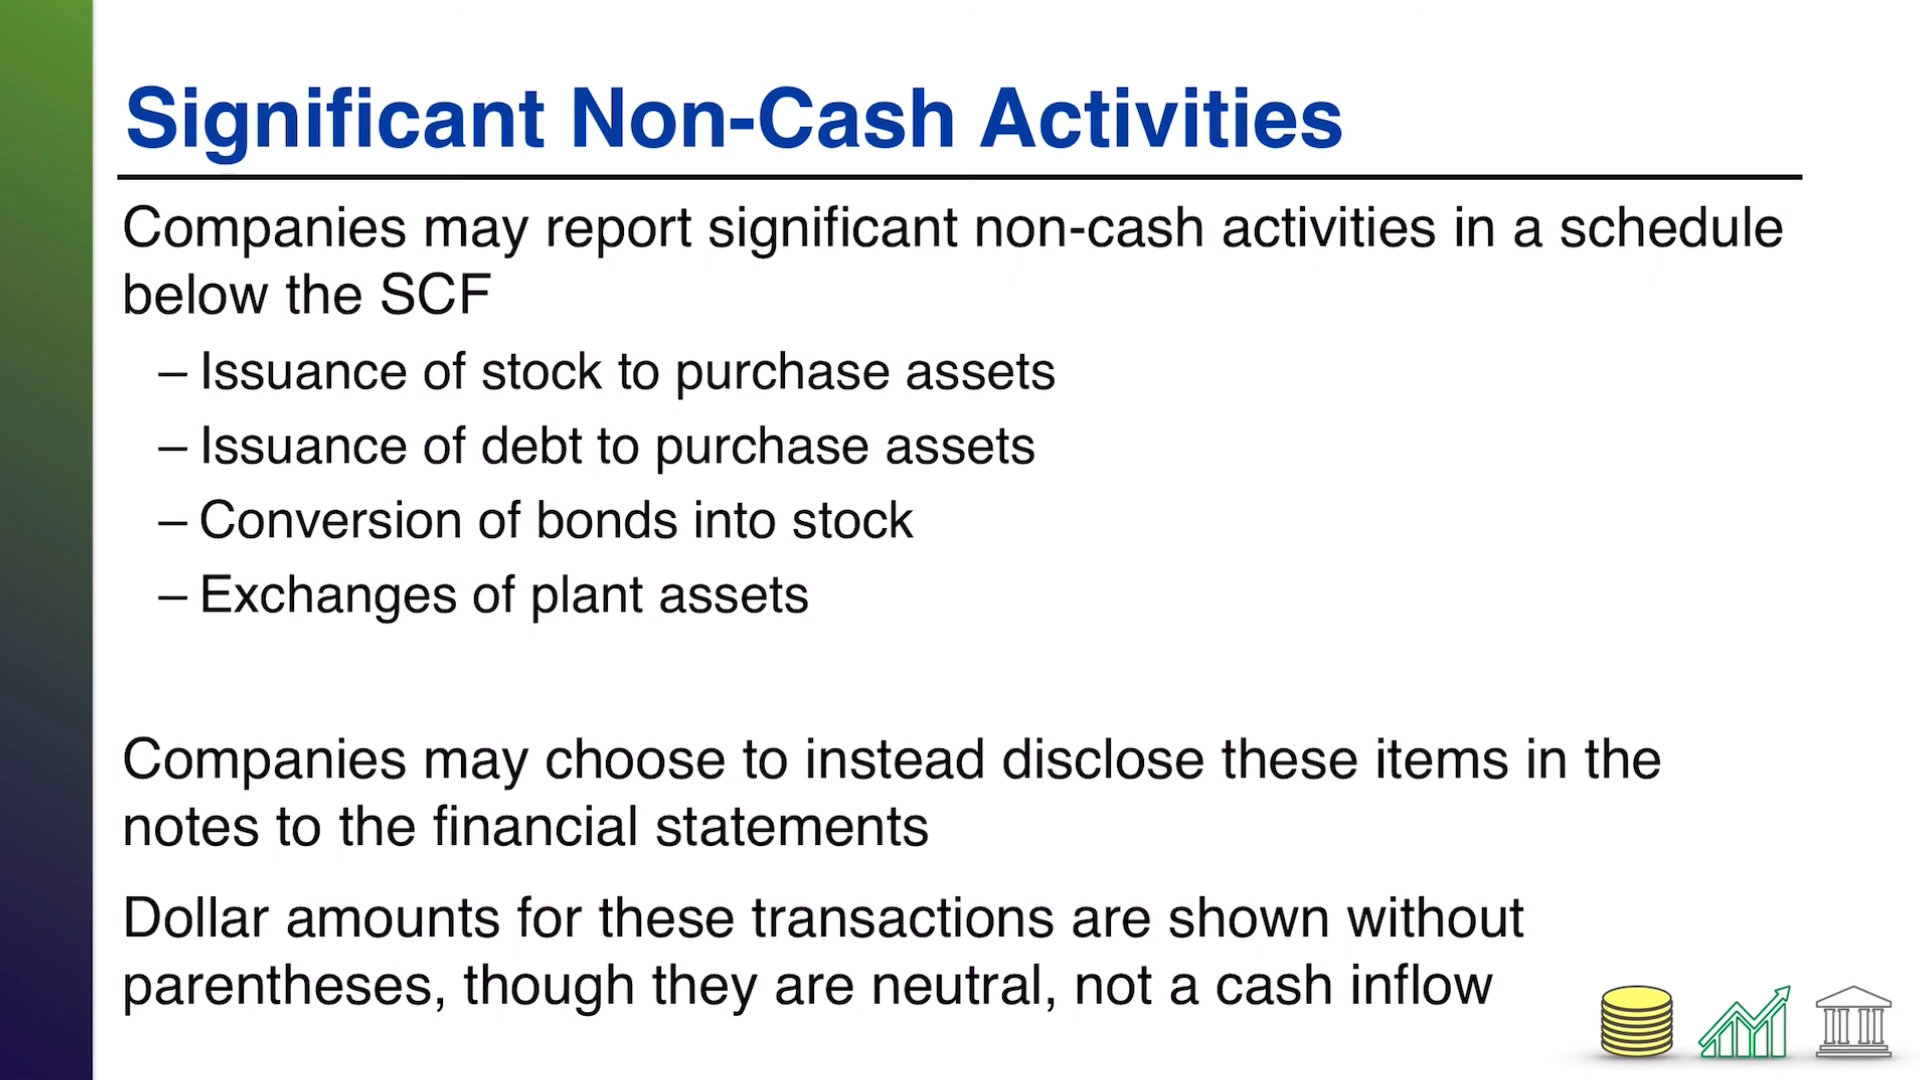 Significant Non-Cash Activities
Companies may report significant non-cash activities in a schedule
below the SCF
– Issuance of stock to purchase assets
– Issuance of debt to purchase assets
– Conversion of bonds into stock
– Exchanges of plant assets
Companies may choose to instead disclose these items in the
notes to the financial statements
Dollar amounts for these transactions are shown without
parentheses, though they are neutral, not a cash inflow